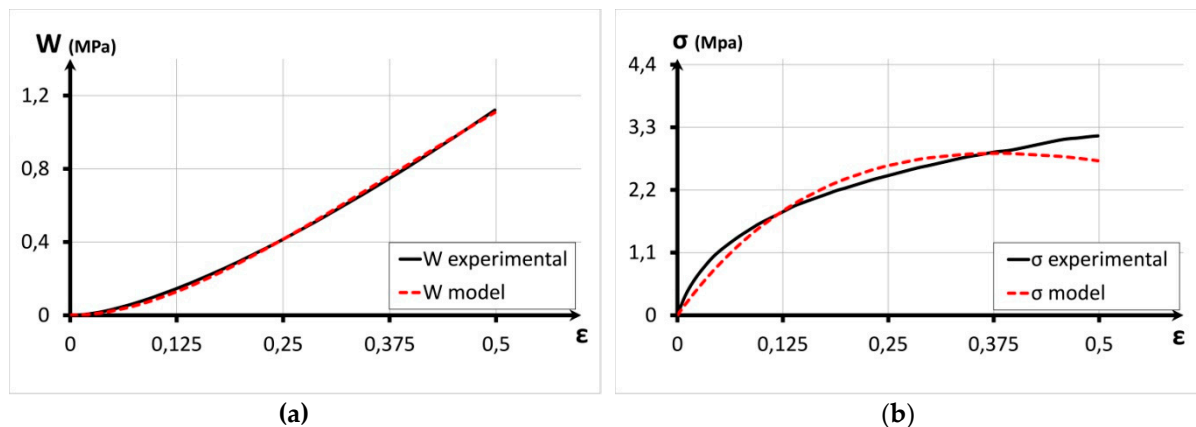 W (MPa)
1,2
0,8
0,4
0
W experimental
W model
0 0,125 0,25 0,375 0,5 ε
(a)
σ (Mpa)
4,4
3,3
2,2
1,1
0
σ experimental
σ model
0 0,125 0,25 0,375 0,5 ε
(b)